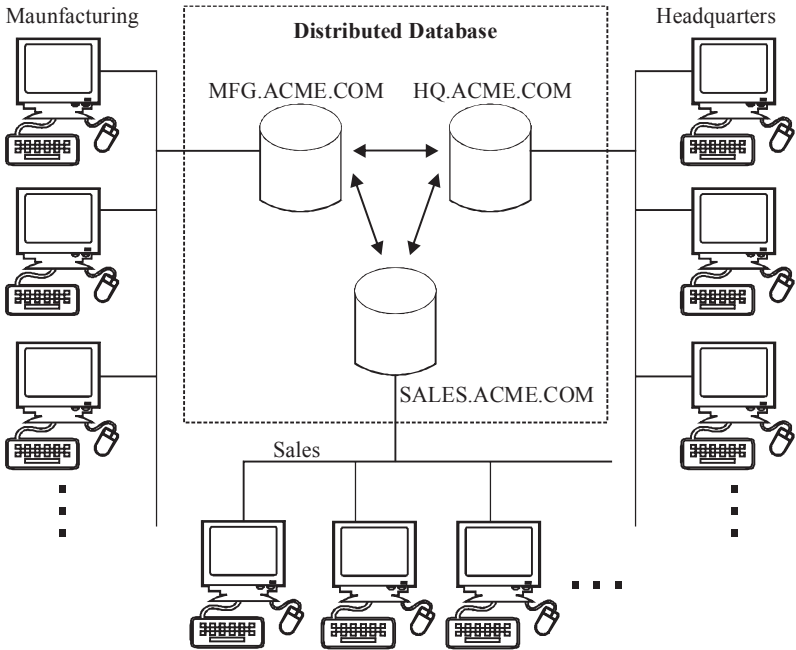 Maunfacturing
Distributed Database
Headquarters
MFG.ACME.COM
HQ.ACME.COM
SALES.ACME.COM
Sales